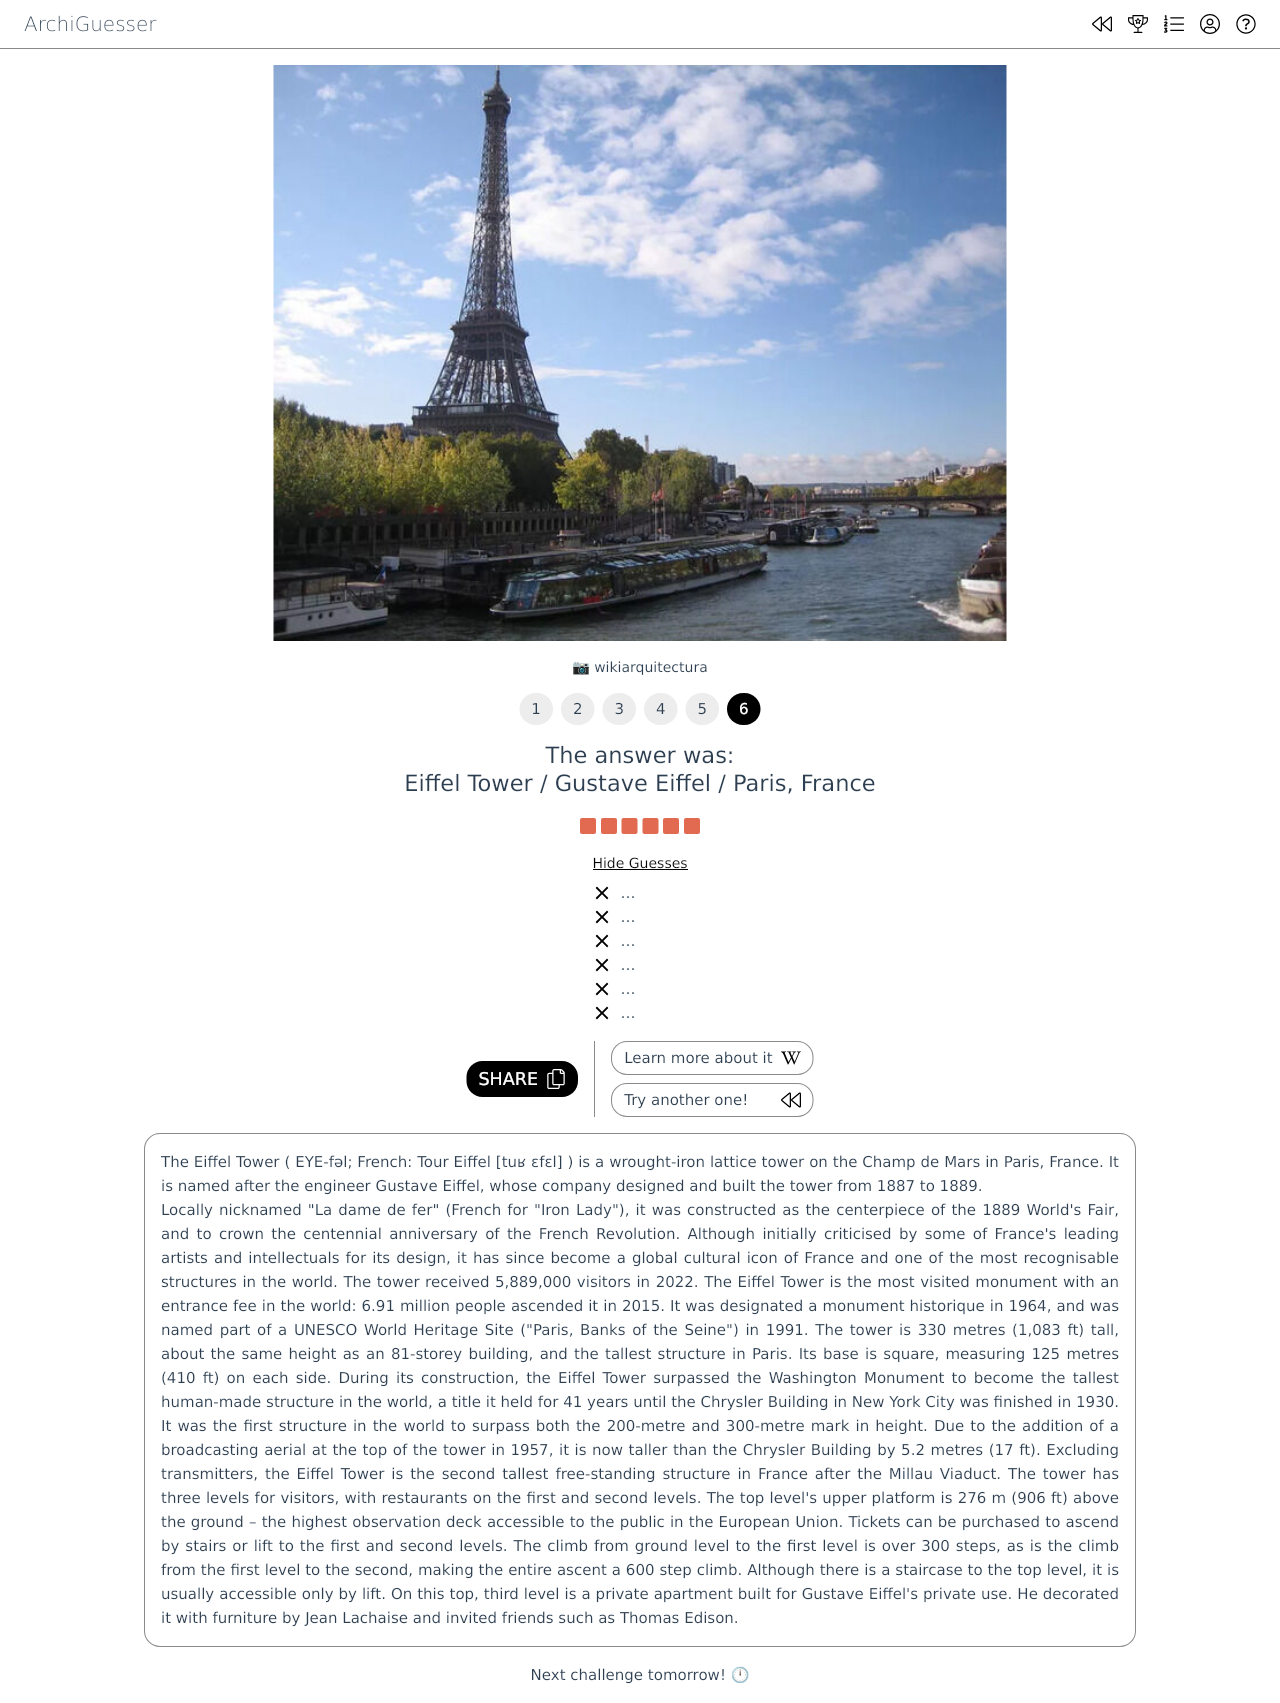 ArchiGuesser
📷 wikiarquitectura
1 2 3 4 5 6
The answer was:
Eiffel Tower / Gustave Eiffel / Paris, France
Hide Guesses
...
...
...
...
...
...
SHARE
Learn more about it W
Try another one!
The Eiffel Tower ( EYE-fəl; French: Tour Eiffel [tuʁ ɛfɛl] ) is a wrought-iron lattice tower on the Champ de Mars in Paris, France. It
is named after the engineer Gustave Eiffel, whose company designed and built the tower from 1887 to 1889.
Locally nicknamed "La dame de fer" (French for "Iron Lady"), it was constructed as the centerpiece of the 1889 World's Fair,
and to crown the centennial anniversary of the French Revolution. Although initially criticised by some of France's leading
artists and intellectuals for its design, it has since become a global cultural icon of France and one of the most recognisable
structures in the world. The tower received 5,889,000 visitors in 2022. The Eiffel Tower is the most visited monument with an
entrance fee in the world: 6.91 million people ascended it in 2015. It was designated a monument historique in 1964, and was
named part of a UNESCO World Heritage Site ("Paris, Banks of the Seine") in 1991. The tower is 330 metres (1,083 ft) tall,
about the same height as an 81-storey building, and the tallest structure in Paris. Its base is square, measuring 125 metres
(410 ft) on each side. During its construction, the Eiffel Tower surpassed the Washington Monument to become the tallest
human-made structure in the world, a title it held for 41 years until the Chrysler Building in New York City was finished in 1930.
It was the first structure in the world to surpass both the 200-metre and 300-metre mark in height. Due to the addition of a
broadcasting aerial at the top of the tower in 1957, it is now taller than the Chrysler Building by 5.2 metres (17 ft). Excluding
transmitters, the Eiffel Tower is the second tallest free-standing structure in France after the Millau Viaduct. The tower has
three levels for visitors, with restaurants on the first and second levels. The top level's upper platform is 276 m (906 ft) above
the ground – the highest observation deck accessible to the public in the European Union. Tickets can be purchased to ascend
by stairs or lift to the first and second levels. The climb from ground level to the first level is over 300 steps, as is the climb
from the first level to the second, making the entire ascent a 600 step climb. Although there is a staircase to the top level, it is
usually accessible only by lift. On this top, third level is a private apartment built for Gustave Eiffel's private use. He decorated
it with furniture by Jean Lachaise and invited friends such as Thomas Edison.
Next challenge tomorrow! 🕛